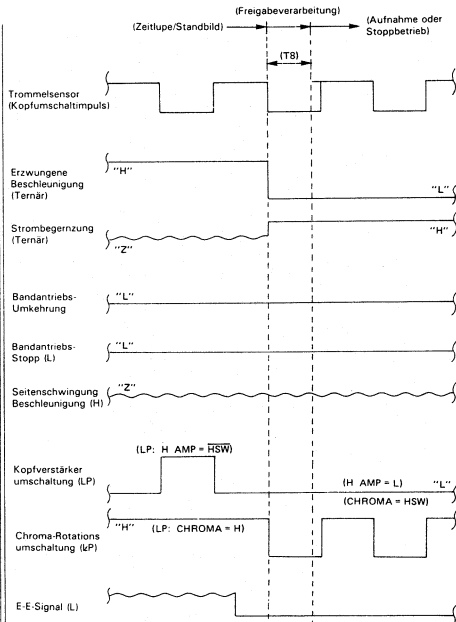 (Freigabeverarbeitung)
(Zeitlupe/Standbild)
(Aufnahme oder
Stoppbetrieb)
(T8)
Trommelsensor
(Kopfumschaltimpuls)
Erzwungene
Beschleunigung
(Ternär)
"H"
"L"
Strombegernzung
(Ternär)
"Z"
"H"
Bandantriebs-
Umkehrung
"L"
Bandantriebs-
Stopp (L)
"L"
Seitenschwingung
Beschleunigung (H)
"Z"
(LP: H AMP = HSW)
Kopfverstärker
umschaltung (LP)
(H AMP = L) "L"
(CHROMA = HSW)
"H" (LP: CHROMA = H)
Chroma-Rotations
umschaltung (LP)
E-E-Signal (L)